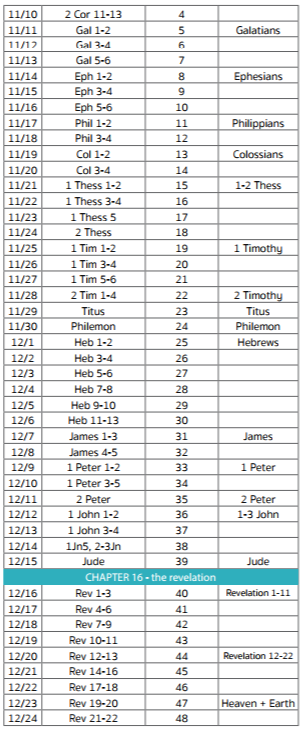 11/10 2 Cor 11-13 4
11/11 Gal 1-2 5 Galatians
11/12 Gal 3-4 6
11/13 Gal 5-6 7
11/14 Eph 1-2 8 Ephesians
11/15 Eph 3-4 9
11/16 Eph 5-6 10
11/17 Phil 1-2 11 Philippians
11/18 Phil 3-4 12
11/19 Col 1-2 13 Colossians
11/20 Col 3-4 14
11/21 1 Thess 1-2 15 1-2 Thess
11/22 1 Thess 3-4 16
11/23 1 Thess 5 17
11/24 2 Thess 18
11/25 1 Tim 1-2 19 1 Timothy
11/26 1 Tim 3-4 20
11/27 1 Tim 5-6 21
11/28 2 Tim 1-4 22 2 Timothy
11/29 Titus 23 Titus
11/30 Philemon 24 Philemon
12/1 Heb 1-2 25 Hebrews
12/2 Heb 3-4 26
12/3 Heb 5-6 27
12/4 Heb 7-8 28
12/5 Heb 9-10 29
12/6 Heb 11-13 30
12/7 James 1-3 31 James
12/8 James 4-5 32
12/9 1 Peter 1-2 33 1 Peter
12/10 1 Peter 3-5 34
12/11 2 Peter 35 2 Peter
12/12 1 John 1-2 36 1-3 John
12/13 1 John 3-4 37
12/14 1Jn5, 2-3Jn 38
12/15 Jude 39 Jude
CHAPTER 16 - the revelation
12/16 Rev 1-3 40 Revelation 1-11
12/17 Rev 4-6 41
12/18 Rev 7-9 42
12/19 Rev 10-11 43
12/20 Rev 12-13 44 Revelation 12-22
12/21 Rev 14-16 45
12/22 Rev 17-18 46
12/23 Rev 19-20 47 Heaven + Earth
12/24 Rev 21-22 48